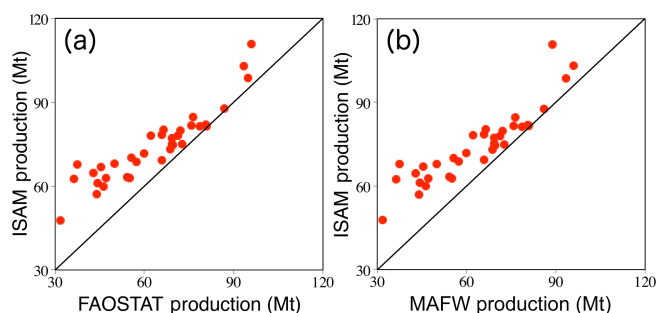 (a)
120
90
60
30
ISAM production (Mt)
30 60 90 120
FAOSTAT production (Mt)
(b)
120
90
60
30
ISAM production (Mt)
30 60 90 120
MAFW production (Mt)